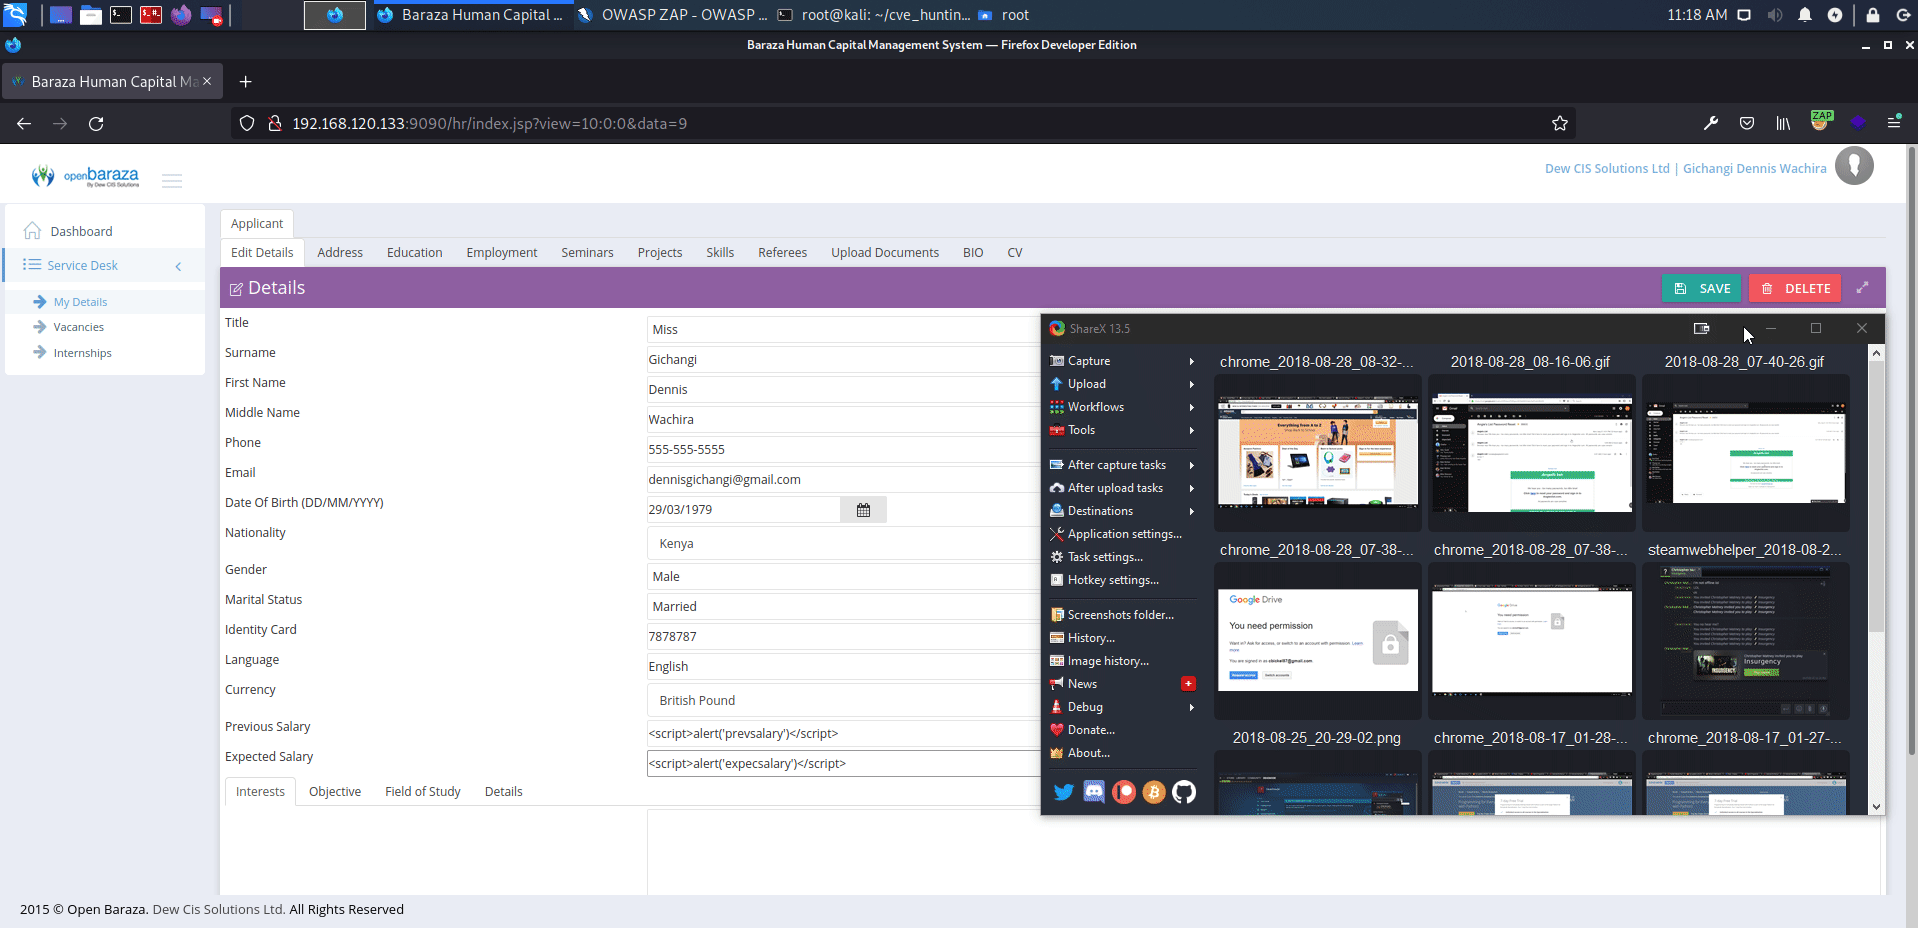 Baraza Human Capital ...
OWASP ZAP - OWASP ...
root@kali: ~/cve_huntin...
root
11:18 AM
Baraza Human Capital Management System — Firefox Developer Edition
Baraza Human Capital Ma
192.168.120.133:9090/hr/index.jsp?view=10:0:0&data=9
ZAP
openbaraza
By Dew CIS Solutions
Dew CIS Solutions Ltd | Gichangi Dennis Wachira
Dashboard
Service Desk
My Details
Vacancies
Internships
Applicant
Edit Details Address Education Employment Seminars Projects Skills Referees Upload Documents BIO CV
Details
SAVE
DELETE
Title
Miss
Surname
Gichangi
First Name
Dennis
Middle Name
Wachira
Phone
555-555-5555
Email
dennisgichangi@gmail.com
Date Of Birth (DD/MM/YYYY)
29/03/1979
Nationality
Kenya
Gender
Male
Marital Status
Married
Identity Card
7878787
Language
English
Currency
British Pound
Previous Salary
<script>alert('prevsalary')</script>
Expected Salary
<script>alert('expecsalary')</script>
Interests Objective Field of Study Details
ShareX 13.5
Capture
Upload
Workflows
Tools
After capture tasks
After upload tasks
Destinations
Application settings...
Task settings...
Hotkey settings...
Screenshots folder...
History...
Image history...
News
Debug
Donate...
About...
chrome_2018-08-28_08-32-...
2018-08-28_08-16-06.gif
2018-08-28_07-40-26.gif
chrome_2018-08-28_07-38-...
chrome_2018-08-28_07-38-...
steamwebhelper_2018-08-2...
Google Drive
You need permission
Insurgency
2018-08-25_20-29-02.png
chrome_2018-08-17_01-28-...
chrome_2018-08-17_01-27-...
2015 © Open Baraza. Dew Cis Solutions Ltd. All Rights Reserved